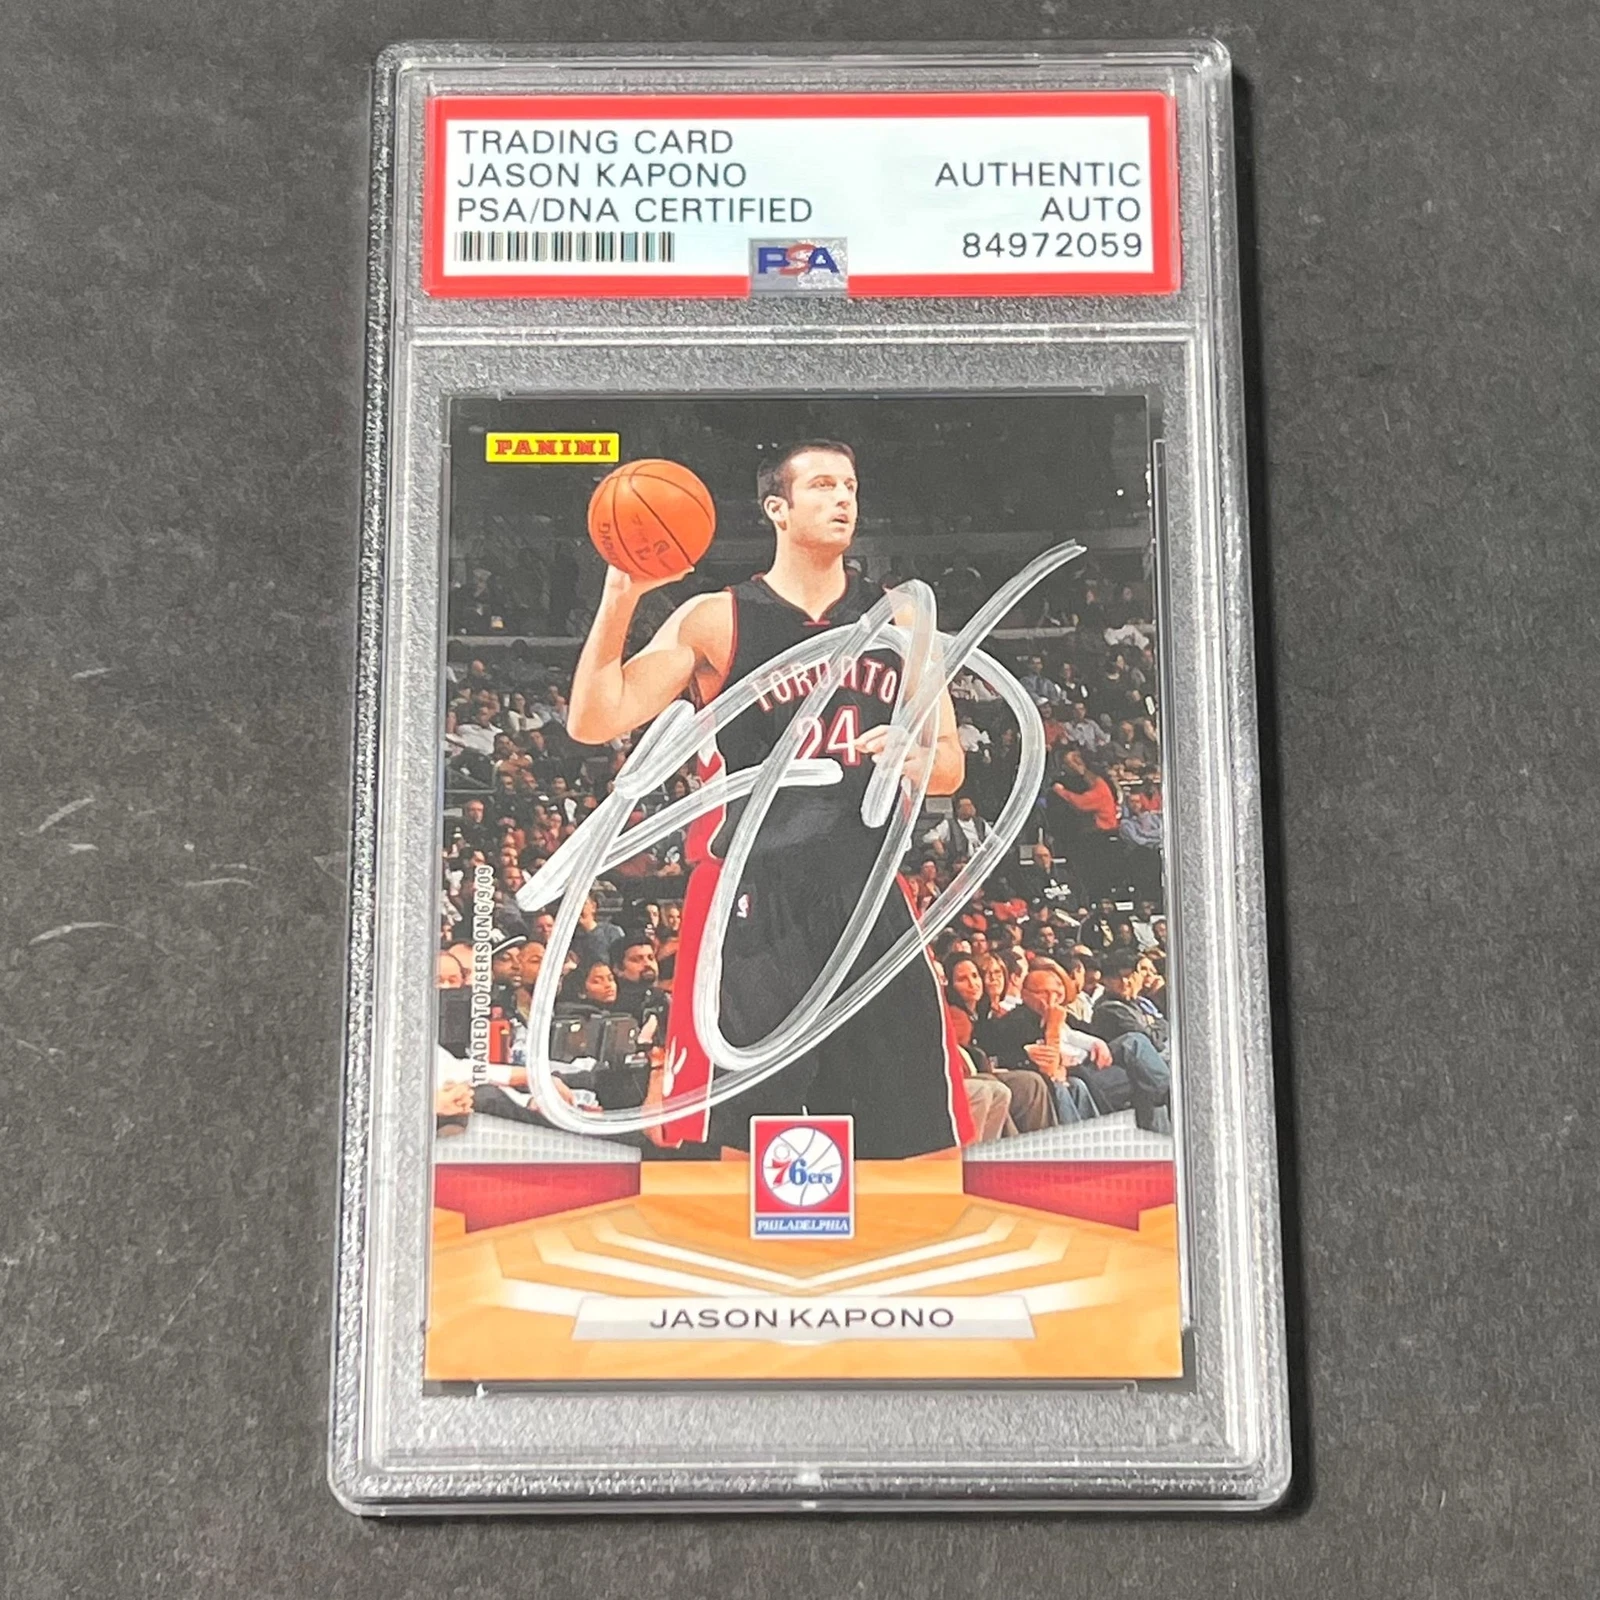 TRADING CARD
JASON KAPONO
PSA/DNA CERTIFIED
AUTHENTIC
AUTO
84972059
PSA
PANINI
TORONTO
24
TRADED TO 76ERS ON 6/9/09
76ers
PHILADELPHIA
JASON KAPONO